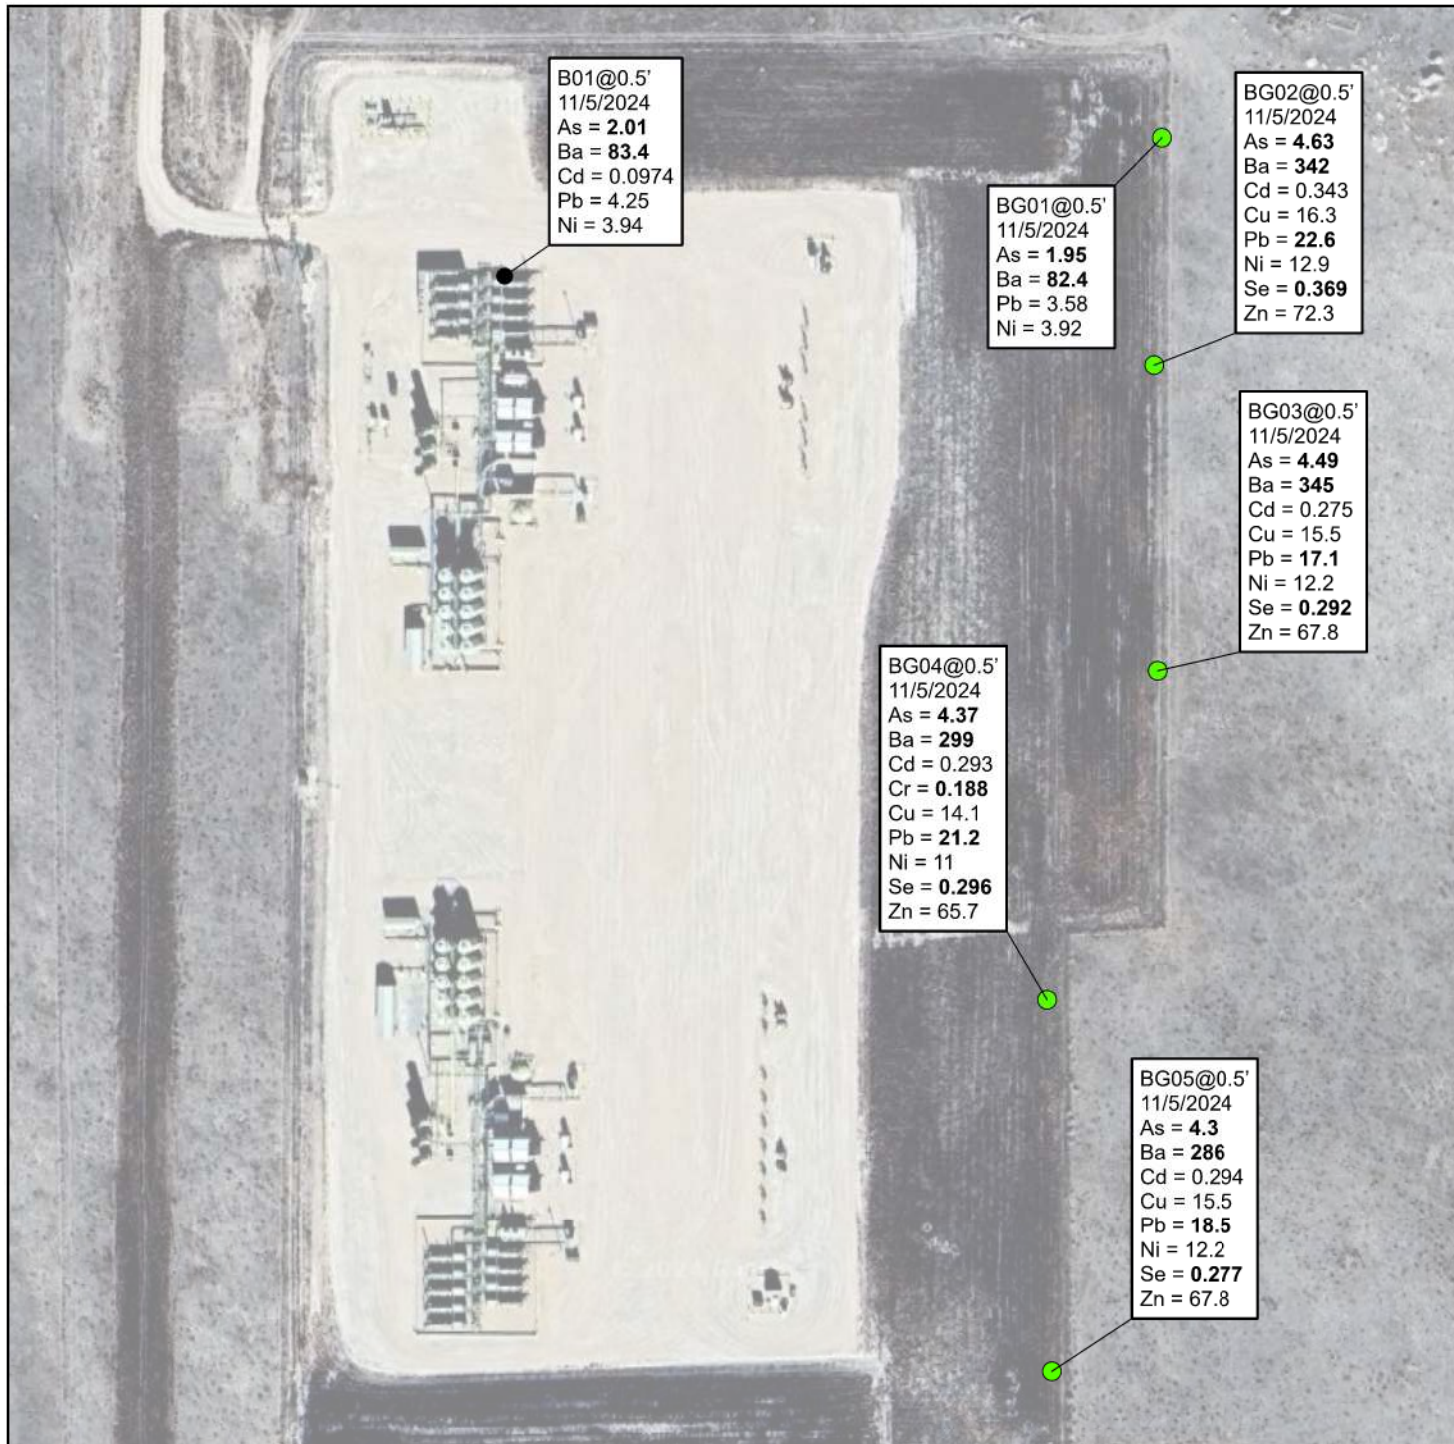 B01@0.5'
11/5/2024
As = 2.01
Ba = 83.4
Cd = 0.0974
Pb = 4.25
Ni = 3.94
BG01@0.5'
11/5/2024
As = 1.95
Ba = 82.4
Pb = 3.58
Ni = 3.92
BG02@0.5'
11/5/2024
As = 4.63
Ba = 342
Cd = 0.343
Cu = 16.3
Pb = 22.6
Ni = 12.9
Se = 0.369
Zn = 72.3
BG03@0.5'
11/5/2024
As = 4.49
Ba = 345
Cd = 0.275
Cu = 15.5
Pb = 17.1
Ni = 12.2
Se = 0.292
Zn = 67.8
BG04@0.5'
11/5/2024
As = 4.37
Ba = 299
Cd = 0.293
Cr = 0.188
Cu = 14.1
Pb = 21.2
Ni = 11
Se = 0.296
Zn = 65.7
BG05@0.5'
11/5/2024
As = 4.3
Ba = 286
Cd = 0.294
Cu = 15.5
Pb = 18.5
Ni = 12.2
Se = 0.277
Zn = 67.8